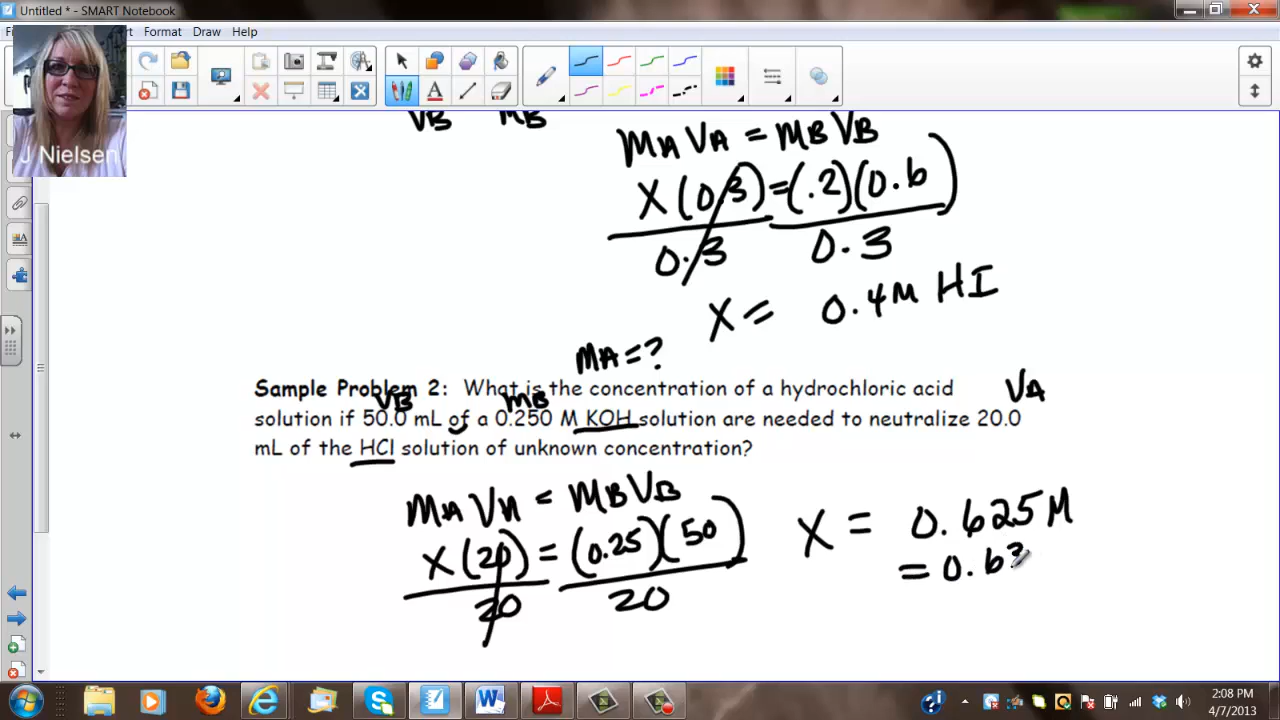 Untitled * - SMART Notebook
Format Draw Help
J Nielsen
VB MB
MA VA = MB VB
X (0.3) = (.2)(0.6)
0.3 0.3
X = 0.4M HI
MA = ?
Sample Problem 2: What is the concentration of a hydrochloric acid
VB MB VA
solution if 50.0 mL of a 0.250 M KOH solution are needed to neutralize 20.0
mL of the HCl solution of unknown concentration?
MA VA = MB VB
X (20) = (0.25)(50)
20 20
X = 0.625 M
= 0.63
2:08 PM
4/7/2013